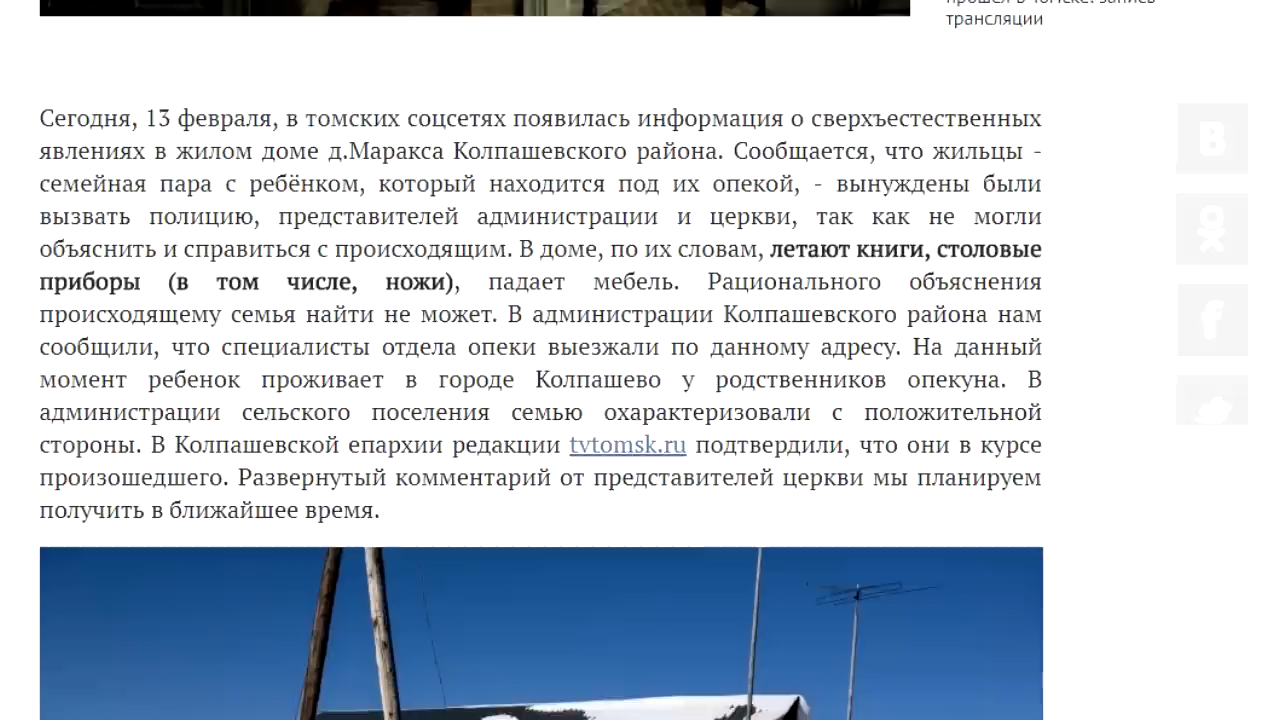 трансляции
Сегодня, 13 февраля, в томских соцсетях появилась информация о сверхъестественных
явлениях в жилом доме д.Маракса Колпашевского района. Сообщается, что жильцы -
семейная пара с ребёнком, который находится под их опекой, - вынуждены были
вызвать полицию, представителей администрации и церкви, так как не могли
объяснить и справиться с происходящим. В доме, по их словам, летают книги, столовые
приборы (в том числе, ножи), падает мебель. Рационального объяснения
происходящему семья найти не может. В администрации Колпашевского района нам
сообщили, что специалисты отдела опеки выезжали по данному адресу. На данный
момент ребенок проживает в городе Колпашево у родственников опекуна. В
администрации сельского поселения семью охарактеризовали с положительной
стороны. В Колпашевской епархии редакции tvtomsk.ru подтвердили, что они в курсе
произошедшего. Развернутый комментарий от представителей церкви мы планируем
получить в ближайшее время.